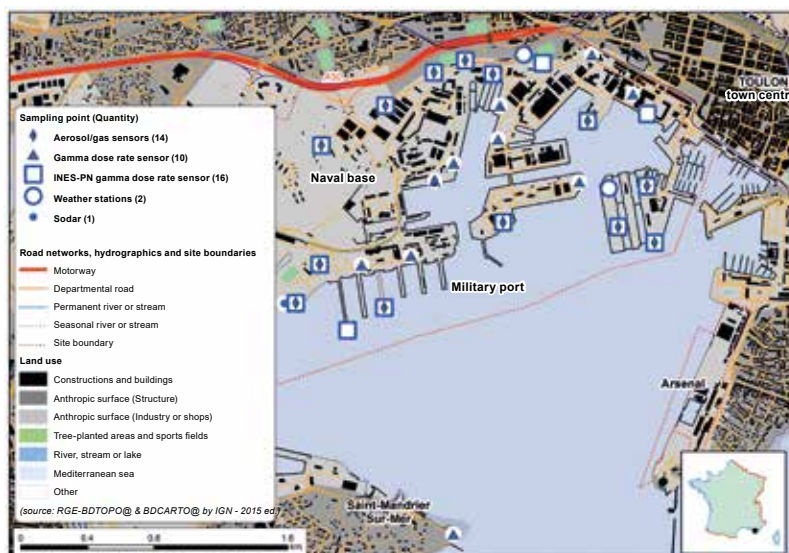 A50
TOULON
town centr
Sampling point (Quantity)
Aerosol/gas sensors (14)
Gamma dose rate sensor (10)
INES-PN gamma dose rate sensor (16)
Weather stations (2)
Sodar (1)
Road networks, hydrographics and site boundaries
Motorway
Departmental road
Permanent river or stream
Seasonal river or stream
Site boundary
Land use
Constructions and buildings
Anthropic surface (Structure)
Anthropic surface (Industry or shops)
Tree-planted areas and sports fields
River, stream or lake
Mediterranean sea
Other
(source: RGE-BDTOPO@ & BDCARTO@ by IGN - 2015 ed.)
Naval base
Military port
Arsenal
Saint-Mandrier
Sur-Mer
0 0.4 0.8 1.6
km